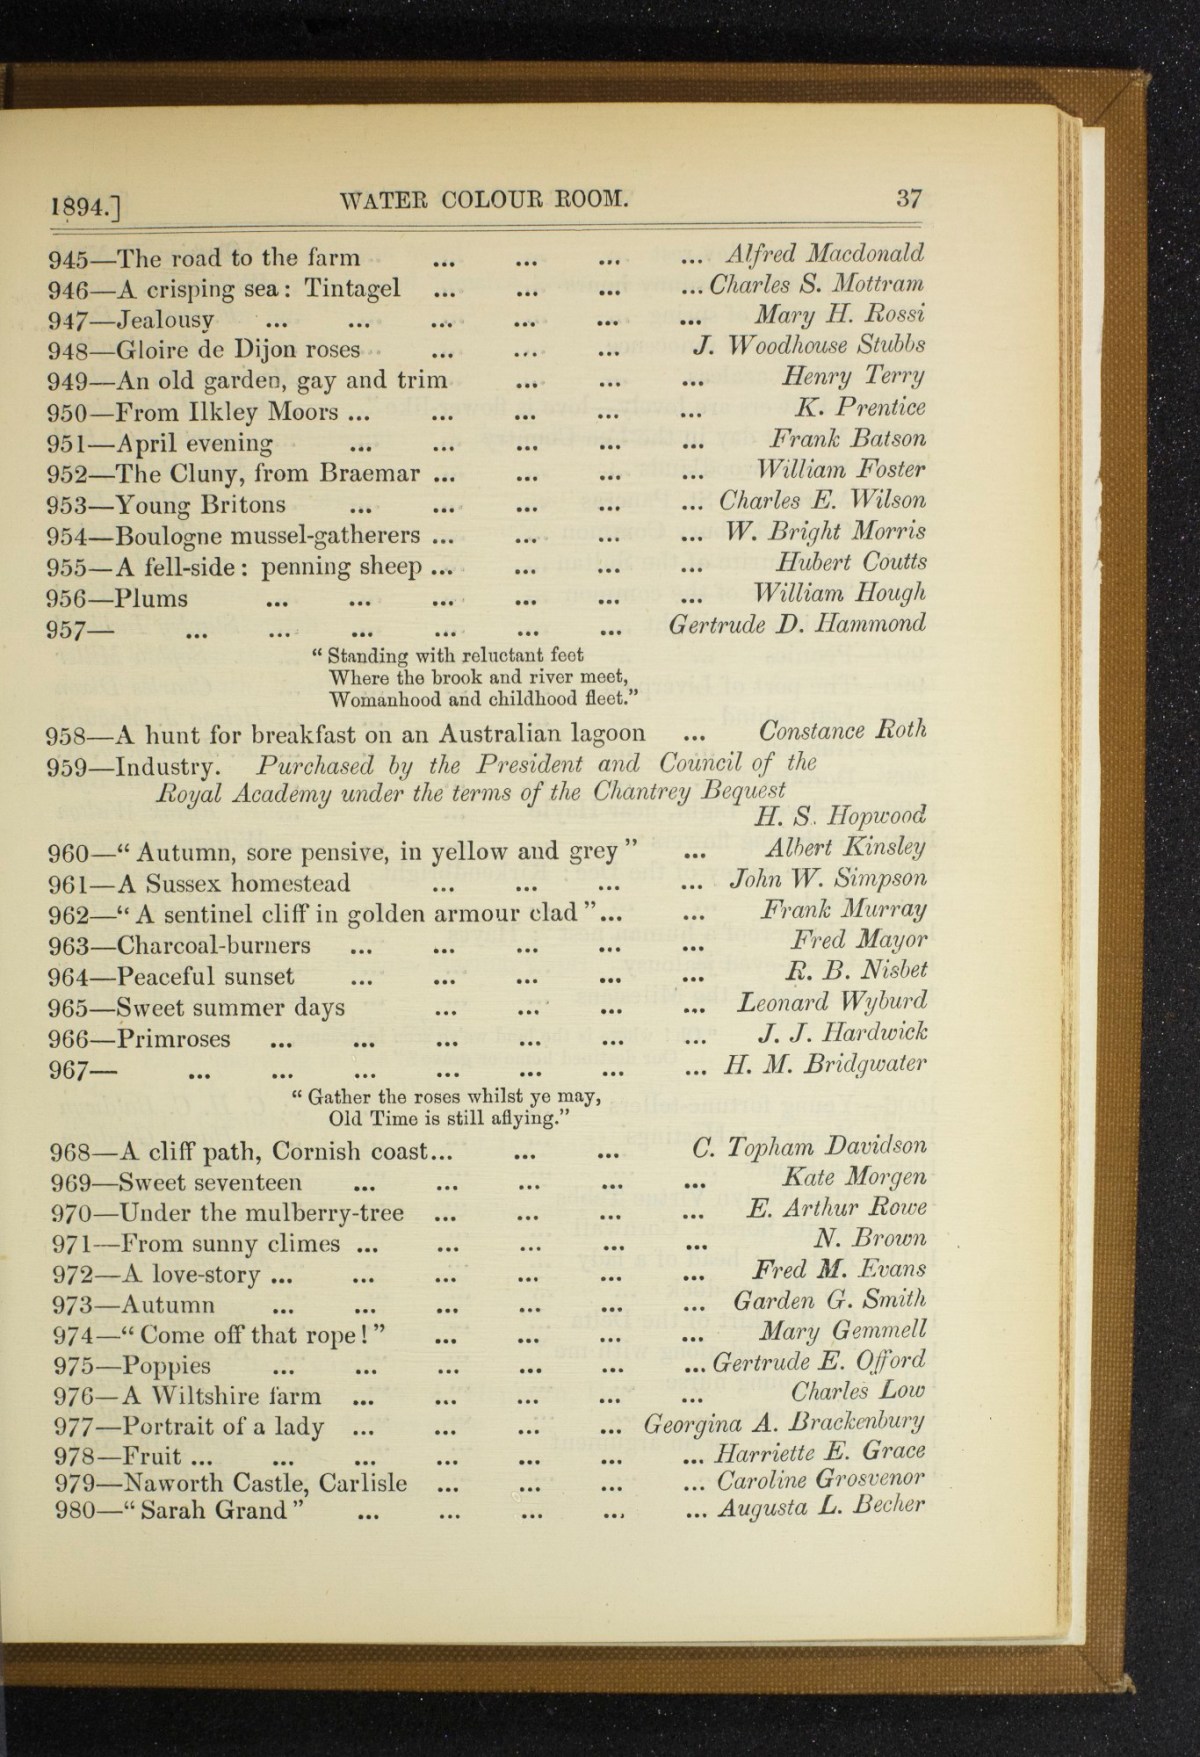 1894.] WATER COLOUR ROOM. 37
945—The road to the farm ... ... ... ... Alfred Macdonald
946—A crisping sea: Tintagel ... ... ... ... Charles S. Mottram
947—Jealousy ... ... ... ... ... ... Mary H. Rossi
948—Gloire de Dijon roses ... ... ... J. Woodhouse Stubbs
949—An old garden, gay and trim ... ... ... Henry Terry
950—From Ilkley Moors ... ... ... ... ... K. Prentice
951—April evening ... ... ... ... ... Frank Batson
952—The Cluny, from Braemar ... ... ... ... William Foster
953—Young Britons ... ... ... ... ... Charles E. Wilson
954—Boulogne mussel-gatherers ... ... ... ... W. Bright Morris
955—A fell-side: penning sheep ... ... ... ... Hubert Coutts
956—Plums ... ... ... ... ... ... William Hough
957— ... ... ... ... ... ... Gertrude D. Hammond
“Standing with reluctant feet
Where the brook and river meet,
Womanhood and childhood fleet.”
958—A hunt for breakfast on an Australian lagoon ... Constance Roth
959—Industry. Purchased by the President and Council of the
Royal Academy under the terms of the Chantrey Bequest
H. S. Hopwood
960—“Autumn, sore pensive, in yellow and grey” ... Albert Kinsley
961—A Sussex homestead ... ... ... ... John W. Simpson
962—“A sentinel cliff in golden armour clad”... ... Frank Murray
963—Charcoal-burners ... ... ... ... ... Fred Mayor
964—Peaceful sunset ... ... ... ... ... R. B. Nisbet
965—Sweet summer days ... ... ... ... Leonard Wyburd
966—Primroses ... ... ... ... ... ... J. J. Hardwick
967— ... ... ... ... ... ... ... H. M. Bridgwater
“Gather the roses whilst ye may,
Old Time is still aflying.”
968—A cliff path, Cornish coast... ... ... C. Topham Davidson
969—Sweet seventeen ... ... ... ... ... Kate Morgen
970—Under the mulberry-tree ... ... ... ... E. Arthur Rowe
971—From sunny climes ... ... ... ... ... N. Brown
972—A love-story ... ... ... ... ... ... Fred M. Evans
973—Autumn ... ... ... ... ... ... Garden G. Smith
974—“Come off that rope!” ... ... ... ... Mary Gemmell
975—Poppies ... ... ... ... ... ... Gertrude E. Offord
976—A Wiltshire farm ... ... ... ... ... Charles Low
977—Portrait of a lady ... ... ... ... Georgina A. Brackenbury
978—Fruit ... ... ... ... ... ... ... Harriette E. Grace
979—Naworth Castle, Carlisle ... ... ... ... Caroline Grosvenor
980—“Sarah Grand” ... ... ... ... ... Augusta L. Becher